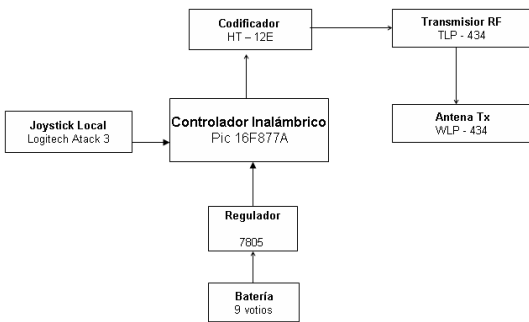 Codificador
HT – 12E
Transmisior RF
TLP - 434
Antena Tx
WLP - 434
Joystick Local
Logitech Atack 3
Controlador Inalámbrico
Pic 16F877A
Regulador
7805
Batería
9 votios